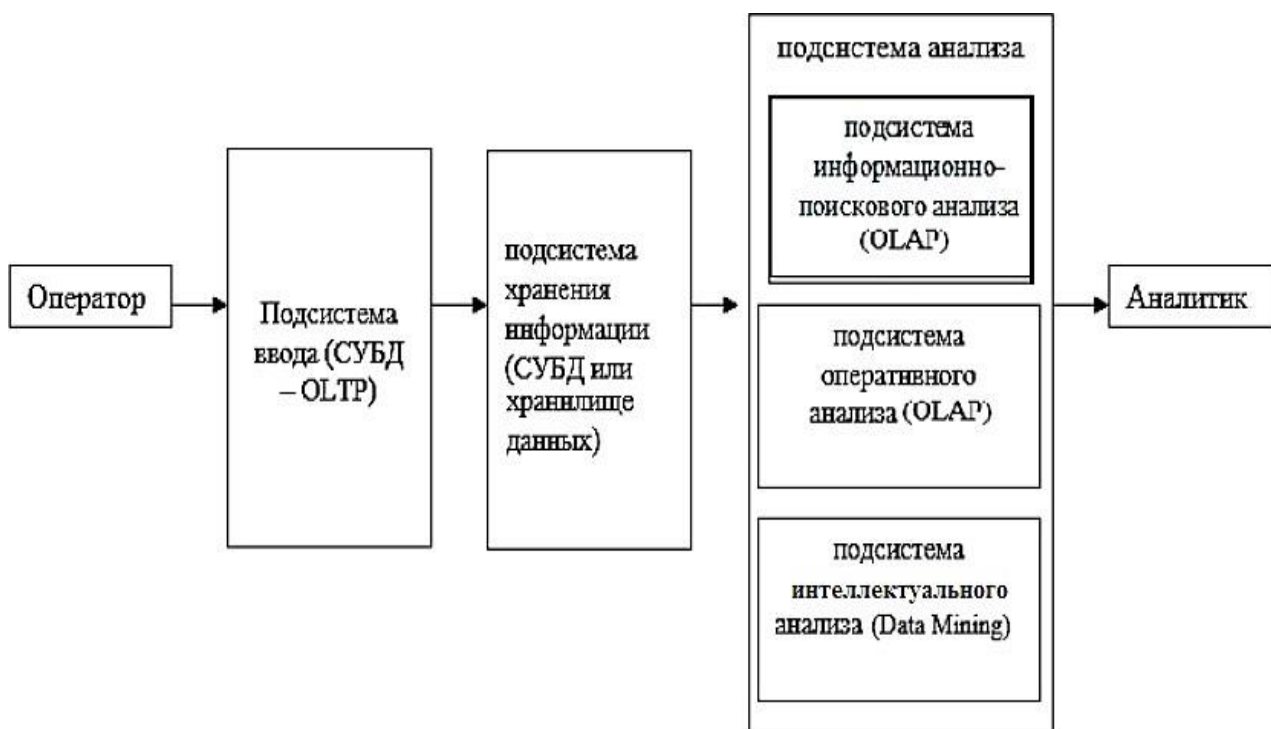 Оператор
Подсистема
ввода (СУБД
– OLTP)
подсистема
хранения
информации
(СУБД или
хранилище
данных)
подсистема анализа
подсистема
информационно–
поискового анализа
(OLAP)
подсистема
оперативного
анализа (OLAP)
подсистема
интеллектуального
анализа (Data Mining)
Аналитик